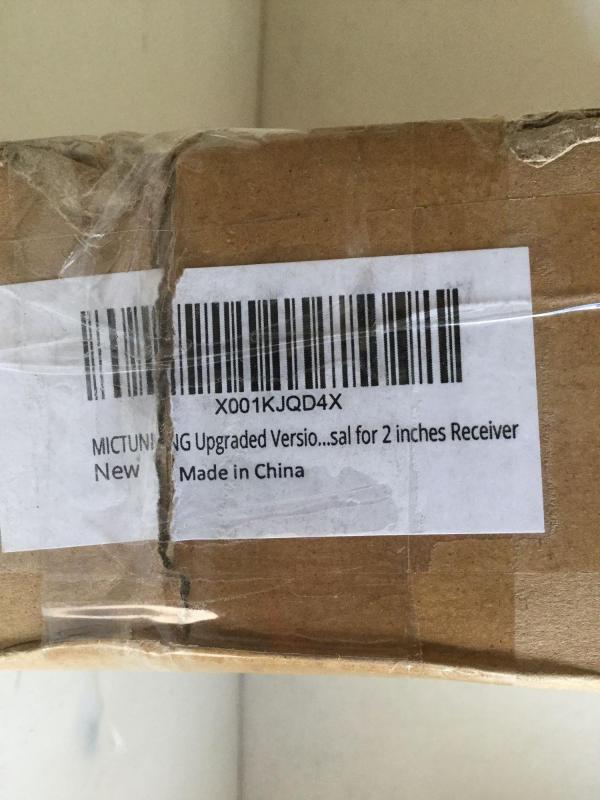 X001KJQD4X
MICTUNING Upgraded Versio...sal for 2 inches Receiver
New Made in China